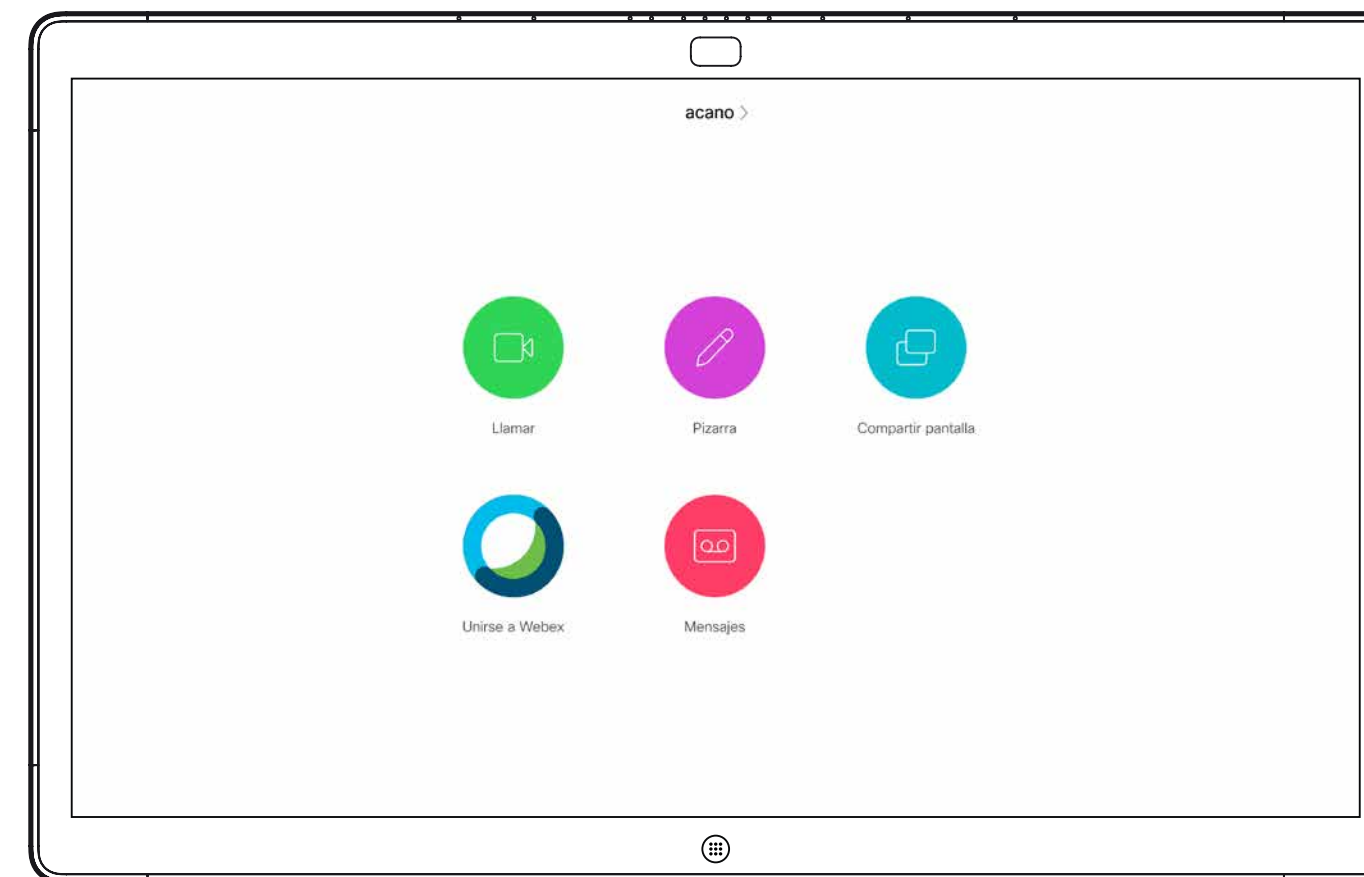 acano
Llamar
Pizarra
Compartir pantalla
Unirse a Webex
Mensajes